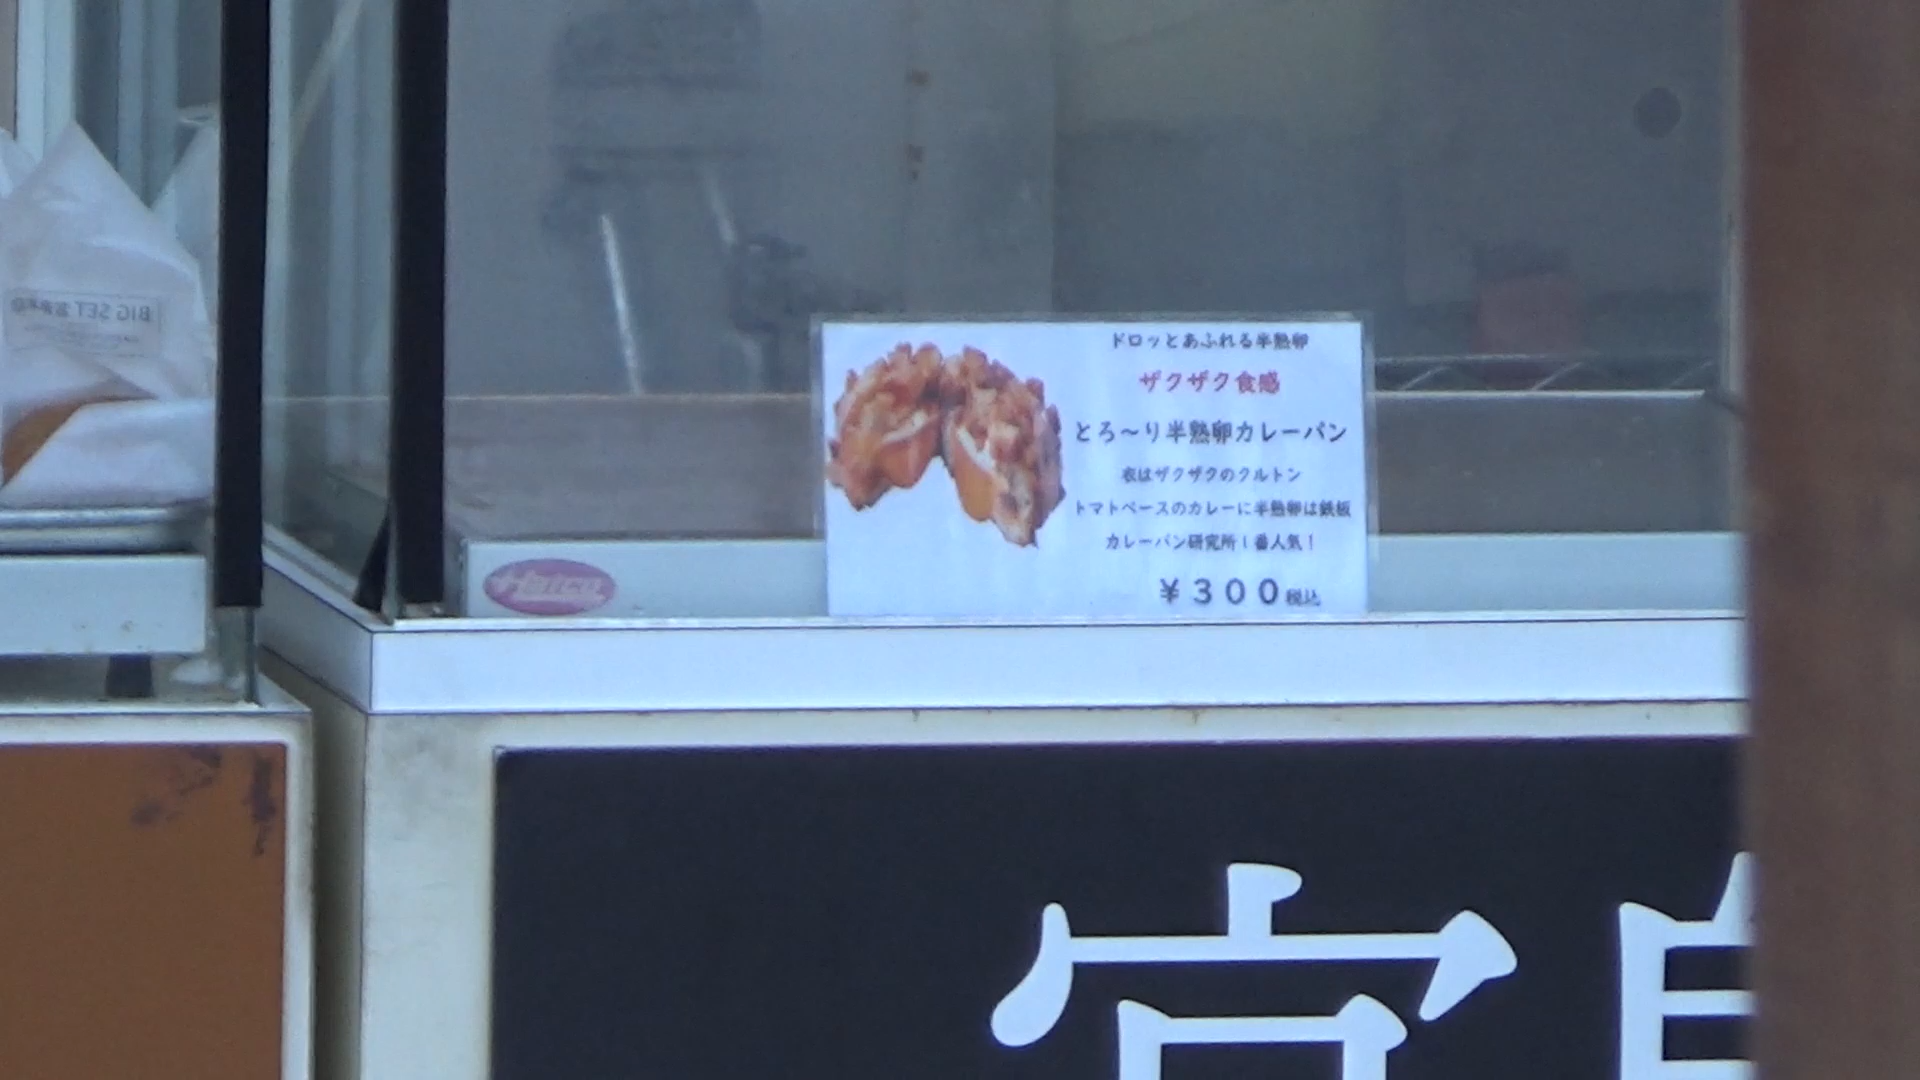 BIG SET
ドロッとあふれる半熟卵
ザクザク食感
とろ〜り半熟卵カレーパン
衣はザクザクのクルトン
トマトベースのカレーに半熟卵は鉄板
カレーパン研究所1番人気!
¥300税込
Hatco